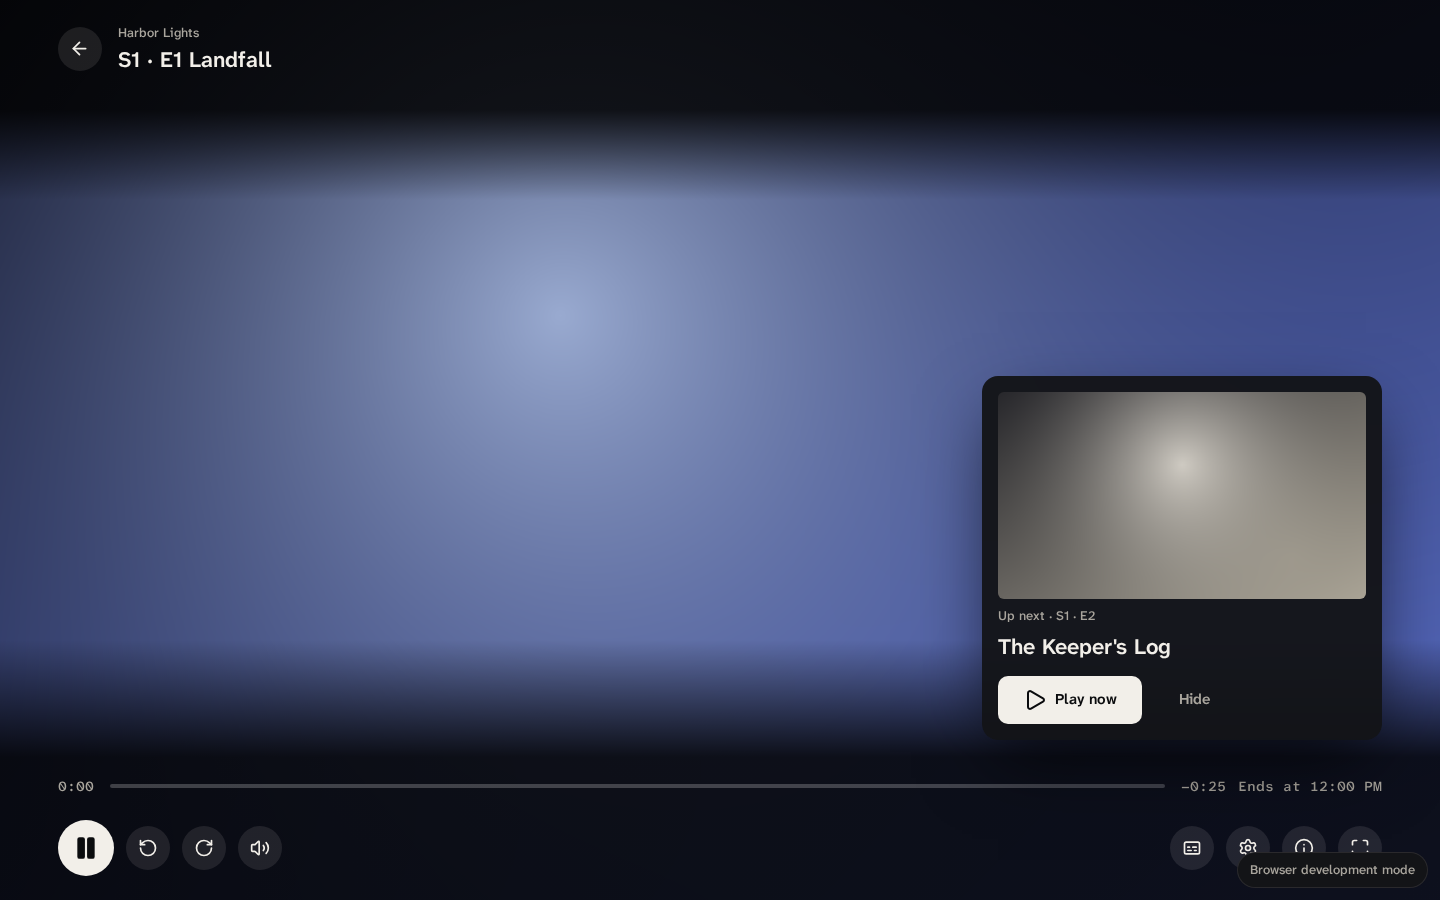 Harbor Lights
S1 · E1 Landfall
Up next · S1 · E2
The Keeper's Log
Play now
Hide
0:00
−0:25 Ends at 12:00 PM
Browser development mode